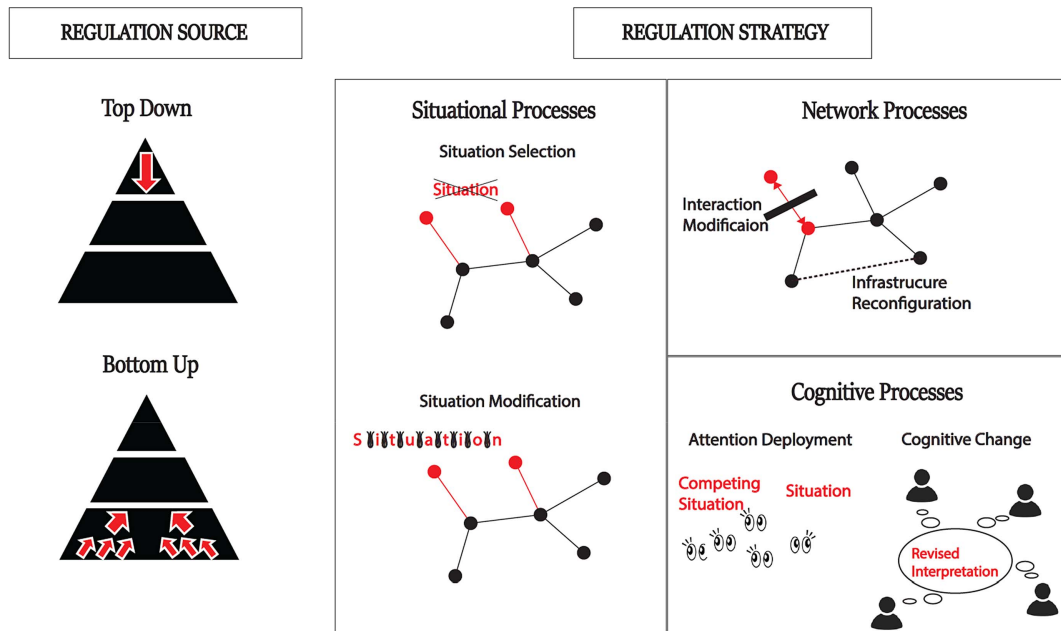 REGULATION SOURCE
REGULATION STRATEGY
Top Down
Bottom Up
Situational Processes
Situation Selection
Situation
Situation Modification
Situation
Network Processes
Interaction
Modificaion
Infrastrucure
Reconfiguration
Cognitive Processes
Attention Deployment
Competing
Situation
Situation
Cognitive Change
Revised
Interpretation